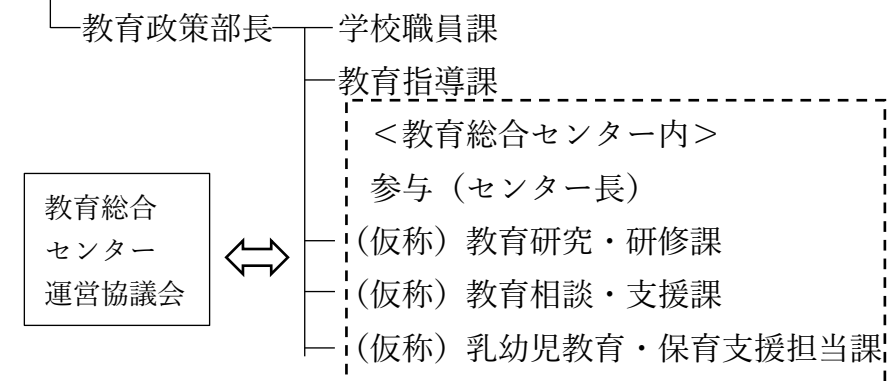 教育政策部長 学校職員課
教育指導課
＜教育総合センター内＞
参与（センター長）
（仮称）教育研究・研修課
（仮称）教育相談・支援課
（仮称）乳幼児教育・保育支援担当課
教育総合
センター
運営協議会